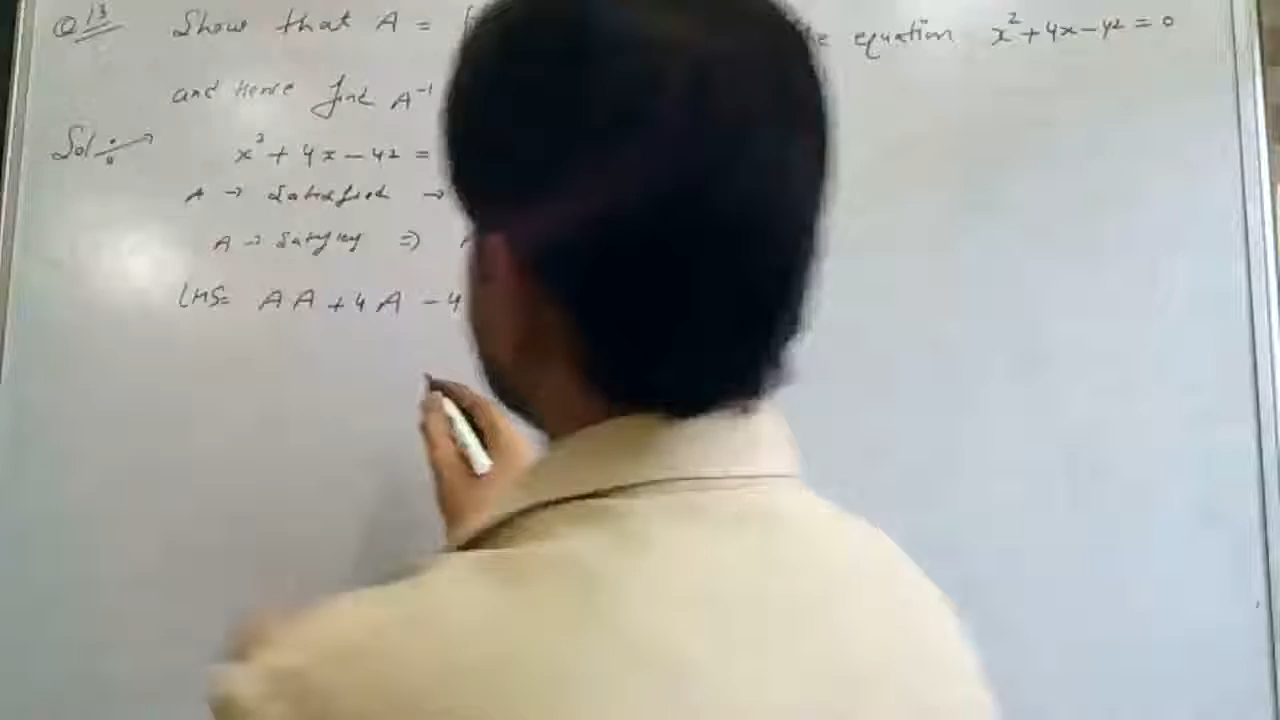 Q 13 Show that A = [ the equation x² + 4x - 42 = 0
and Hence find A⁻¹
Sol ÷ x² + 4x - 42 =
A → Satisfied →
A → Satisfy ⇒ A
LHS = AA + 4A - 4